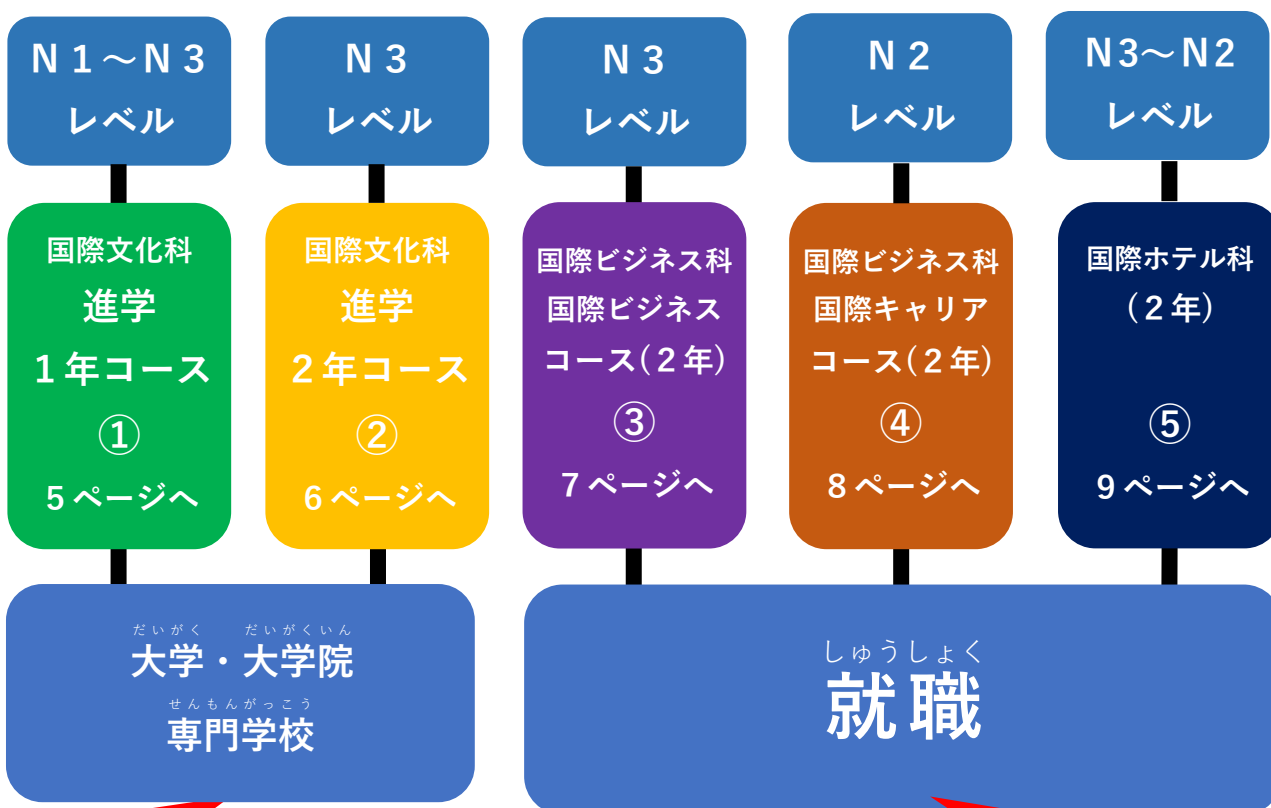 N１～N３
レベル
N３
レベル
N３
レベル
N２
レベル
N3～N2
レベル
国際文化科
進学
１年コース
①
５ページへ
国際文化科
進学
２年コース
②
６ページへ
国際ビジネス科
国際ビジネス
コース(２年)
③
７ページへ
国際ビジネス科
国際キャリア
コース(２年)
④
８ページへ
国際ホテル科
(２年)
⑤
９ページへ
だいがく だいがくいん
大学・大学院
せんもんがっこう
専門学校
しゅうしょく
就職